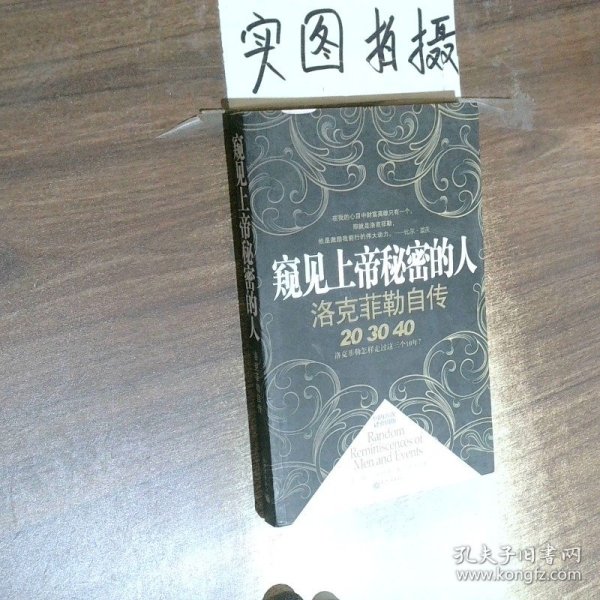 实图拍摄
窥见上帝秘密的人
在我的心目中财富英雄只有一个,
那就是洛克菲勒,
他是激励我前行的伟大动力。——比尔·盖茨
窥见上帝秘密的人
洛克菲勒自传
20 30 40
洛克菲勒怎样走过这三个10年?
Random
Reminiscences of
Men and Events
孔夫子旧书网
www.kongfz.com